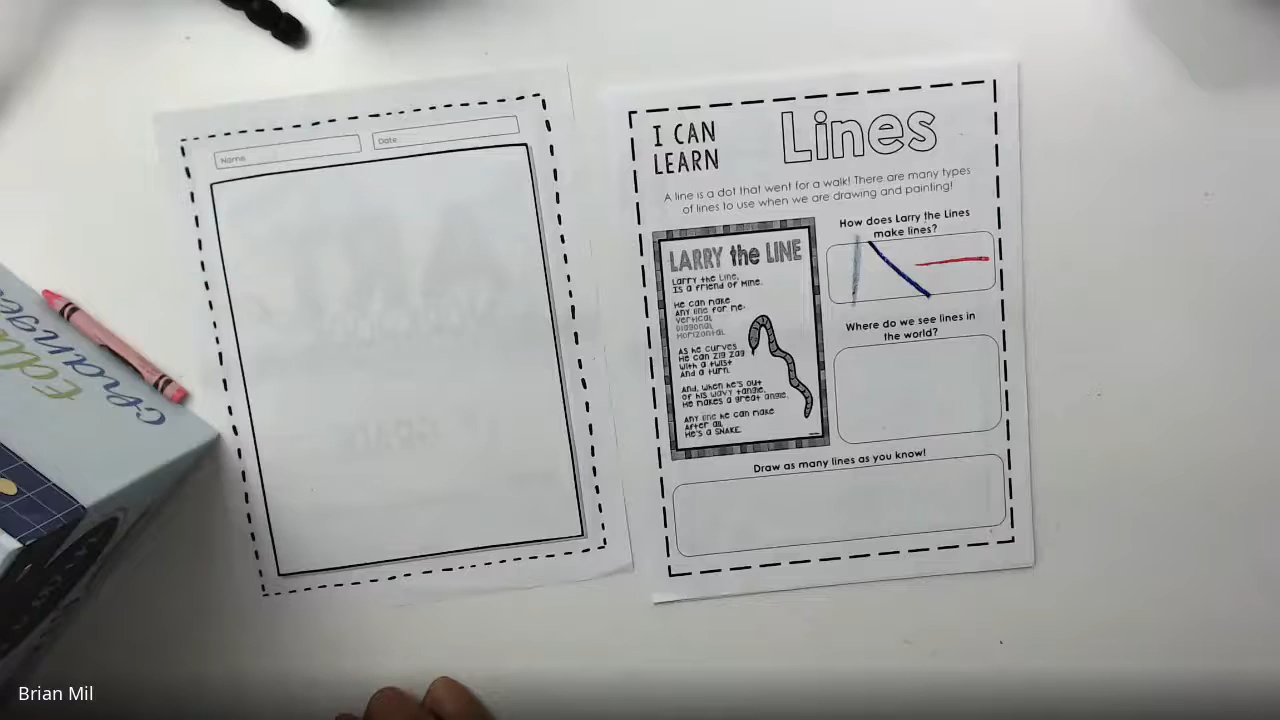 Name
Date
I CAN
LEARN
Lines
A line is a dot that went for a walk! There are many types
of lines to use when we are drawing and painting!
LARRY the LINE
Larry the Line,
Is a friend of mine.
He can make
Any line for me.
Vertical
Diagonal
Horizontal
As he curves
He can zig zag
With a twist
And a turn.
And, when he's out
of his wavy tangle,
He makes a great angle.
Any line he can make
After all,
He's a SNAKE.
How does Larry the Lines
make lines?
Where do we see lines in
the world?
Draw as many lines as you know!
Brian Mil